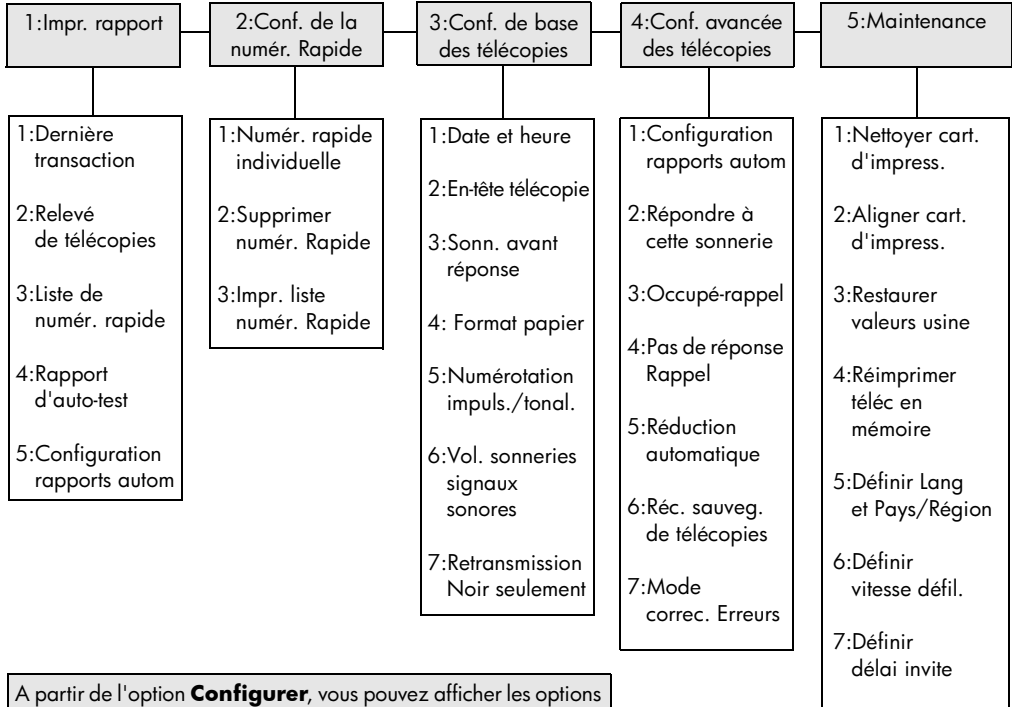 1:Impr. rapport
2:Conf. de la
numér. Rapide
3:Conf. de base
des télécopies
4:Conf. avancée
des télécopies
5:Maintenance
1:Dernière
transaction
2:Relevé
de télécopies
3:Liste de
numér. rapide
4:Rapport
d'auto-test
5:Configuration
rapports autom
1:Numér. rapide
individuelle
2:Supprimer
numér. Rapide
3:Impr. liste
numér. Rapide
1:Date et heure
2:En-tête télécopie
3:Sonn. avant
réponse
4: Format papier
5:Numérotation
impuls./tonal.
6:Vol. sonneries
signaux
sonores
7:Retransmission
Noir seulement
1:Configuration
rapports autom
2:Répondre à
cette sonnerie
3:Occupé-rappel
4:Pas de réponse
Rappel
5:Réduction
automatique
6:Réc. sauveg.
de télécopies
7:Mode
correc. Erreurs
1:Nettoyer cart.
d'impress.
2:Aligner cart.
d'impress.
3:Restaurer
valeurs usine
4:Réimprimer
téléc en
mémoire
5:Définir Lang
et Pays/Région
6:Définir
vitesse défil.
7:Définir
délai invite
A partir de l'option Configurer, vous pouvez afficher les options